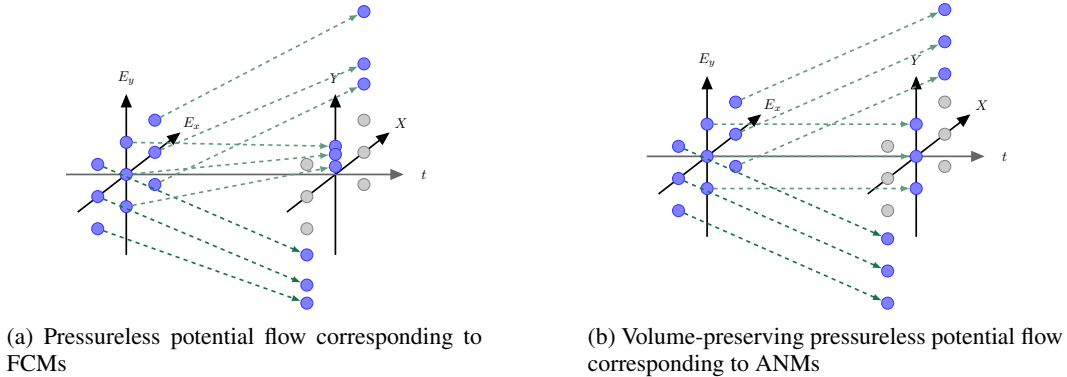 E_y
E_x
Y
X
t
(a) Pressureless potential flow corresponding to
FCMs
E_y
E_x
Y
X
t
(b) Volume-preserving pressureless potential flow
corresponding to ANMs